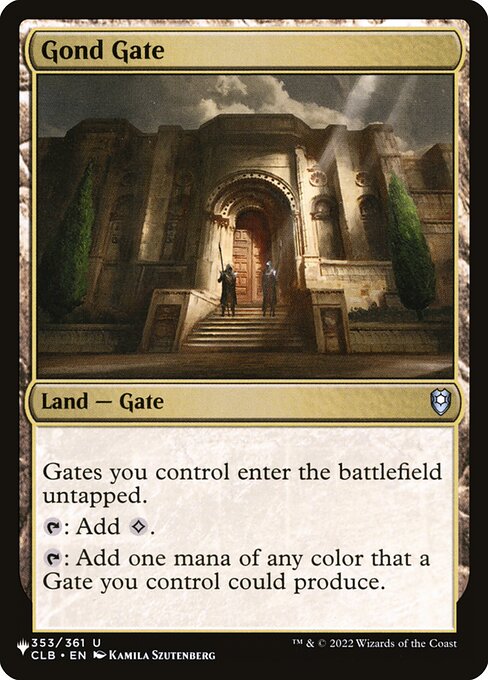 Gond Gate
Land — Gate
Gates you control enter the battlefield
untapped.
: Add .
: Add one mana of any color that a
Gate you control could produce.
353/361 U
CLB • EN Kamila Szutenberg
™ & © 2022 Wizards of the Coast